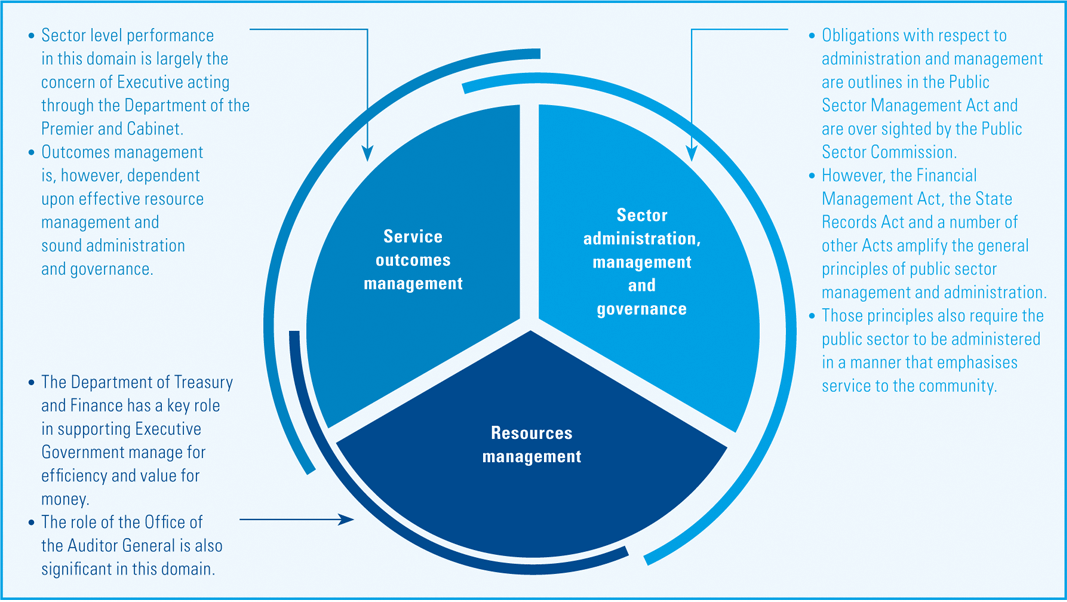 • Sector level performance
in this domain is largely the
concern of Executive acting
through the Department of the
Premier and Cabinet.
• Outcomes management
is, however, dependent
upon effective resource
management and
sound administration
and governance.
• The Department of Treasury
and Finance has a key role
in supporting Executive
Government manage for
efficiency and value for
money.
• The role of the Office of
the Auditor General is also
significant in this domain.
Service
outcomes
management
Sector
administration,
management
and
governance
Resources
management
• Obligations with respect to
administration and management
are outlines in the Public
Sector Management Act and
are over sighted by the Public
Sector Commission.
• However, the Financial
Management Act, the State
Records Act and a number of
other Acts amplify the general
principles of public sector
management and administration.
• Those principles also require the
public sector to be administered
in a manner that emphasises
service to the community.